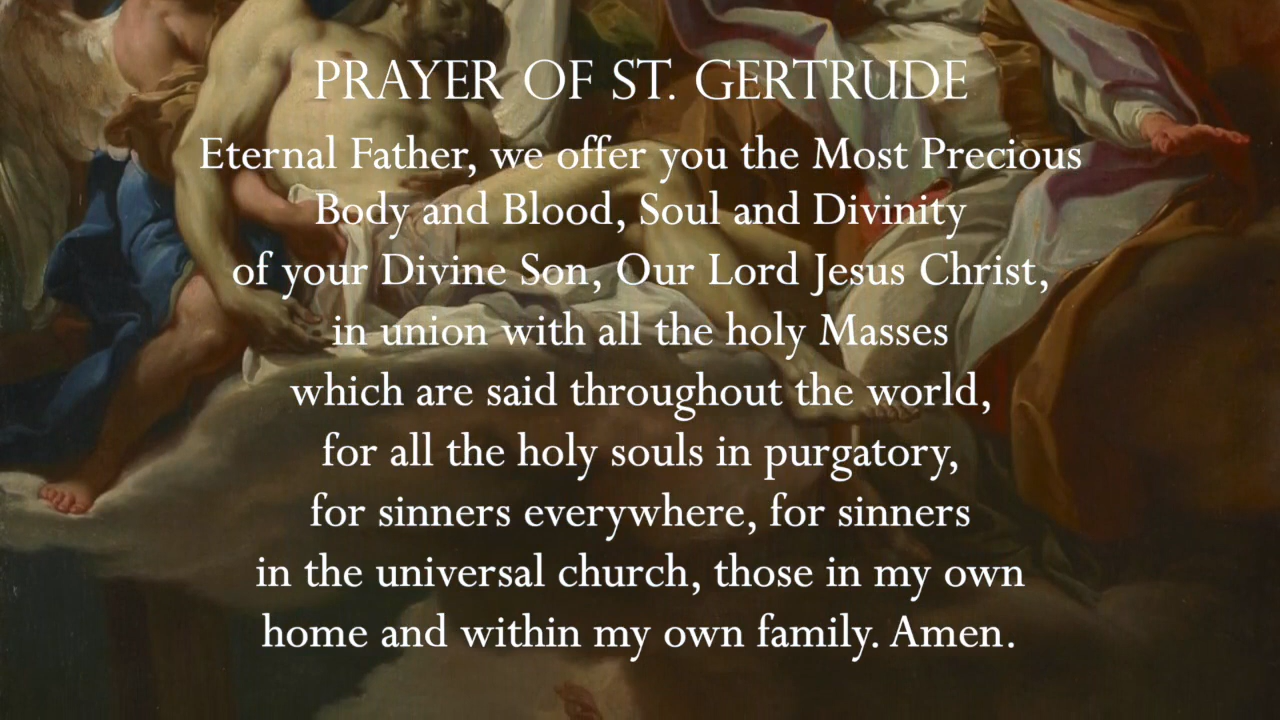 PRAYER OF ST. GERTRUDE
Eternal Father, we offer you the Most Precious
Body and Blood, Soul and Divinity
of your Divine Son, Our Lord Jesus Christ,
in union with all the holy Masses
which are said throughout the world,
for all the holy souls in purgatory,
for sinners everywhere, for sinners
in the universal church, those in my own
home and within my own family. Amen.